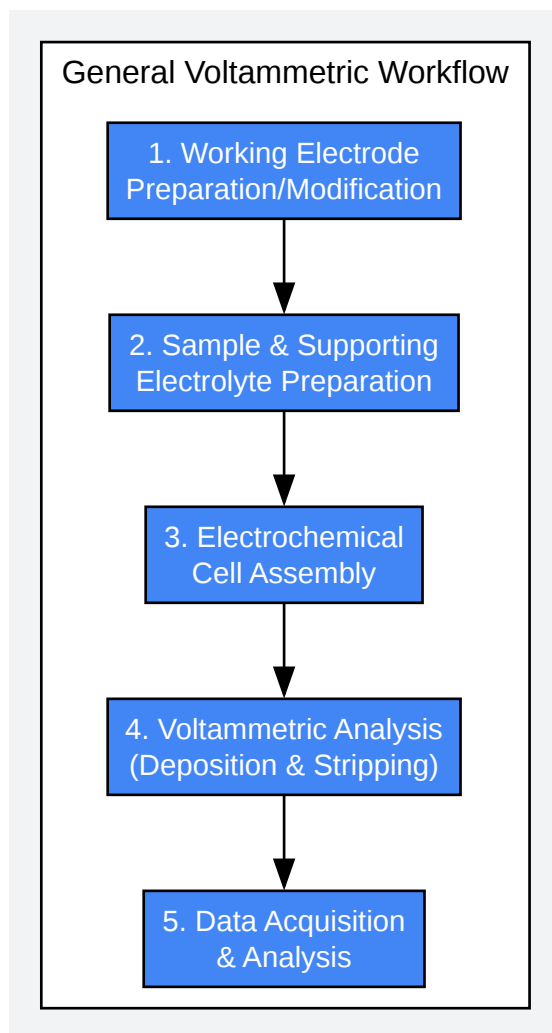 General Voltammetric Workflow
1. Working Electrode
Preparation/Modification
2. Sample & Supporting
Electrolyte Preparation
3. Electrochemical
Cell Assembly
4. Voltammetric Analysis
(Deposition & Stripping)
5. Data Acquisition
& Analysis